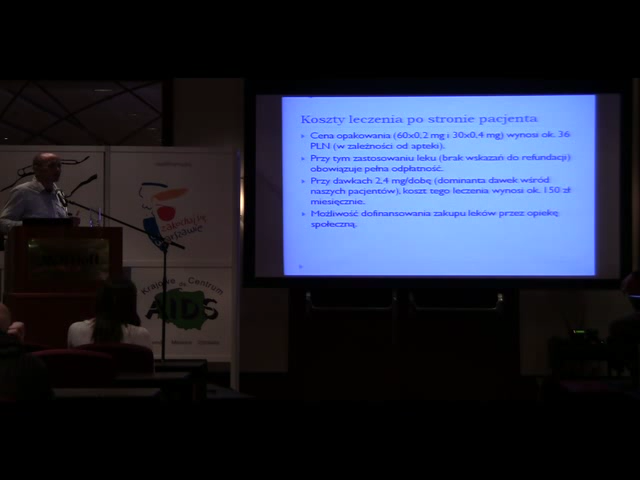 Koszty leczenia po stronie pacjenta
Cena opakowania (60x0,2 mg i 30x0,4 mg) wynosi ok. 36
PLN (w zależności od apteki).
Przy tym zastosowaniu leku (brak wskazań do refundacji)
obowiązuje pełna odpłatność.
Przy dawkach 2,4 mg/dobę (dominanta dawek wśród
naszych pacjentów), koszt tego leczenia wynosi ok. 150 zł
miesięcznie.
Możliwość dofinansowania zakupu leków przez opiekę
społeczną.
Krajowe Centrum
AIDS